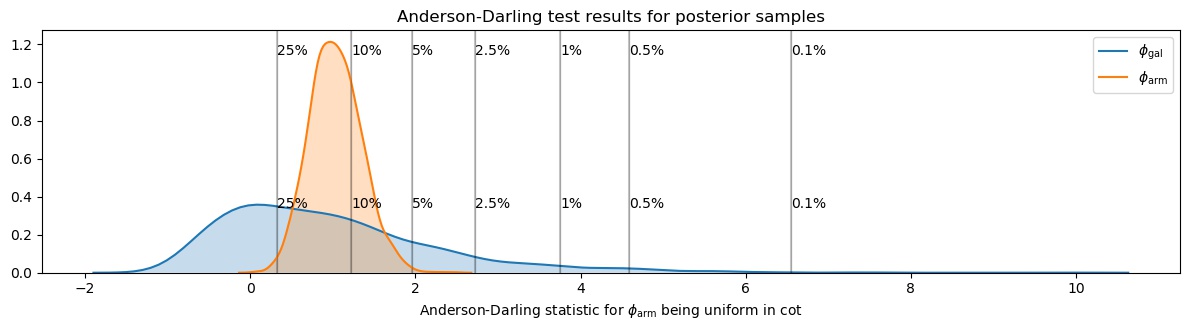 Anderson-Darling test results for posterior samples
1.2
1.0
0.8
0.6
0.4
0.2
0.0
25% 10% 5% 2.5% 1% 0.5% 0.1%
ϕgal
ϕarm
25% 10% 5% 2.5% 1% 0.5% 0.1%
−2 0 2 4 6 8 10
Anderson-Darling statistic for ϕarm being uniform in cot